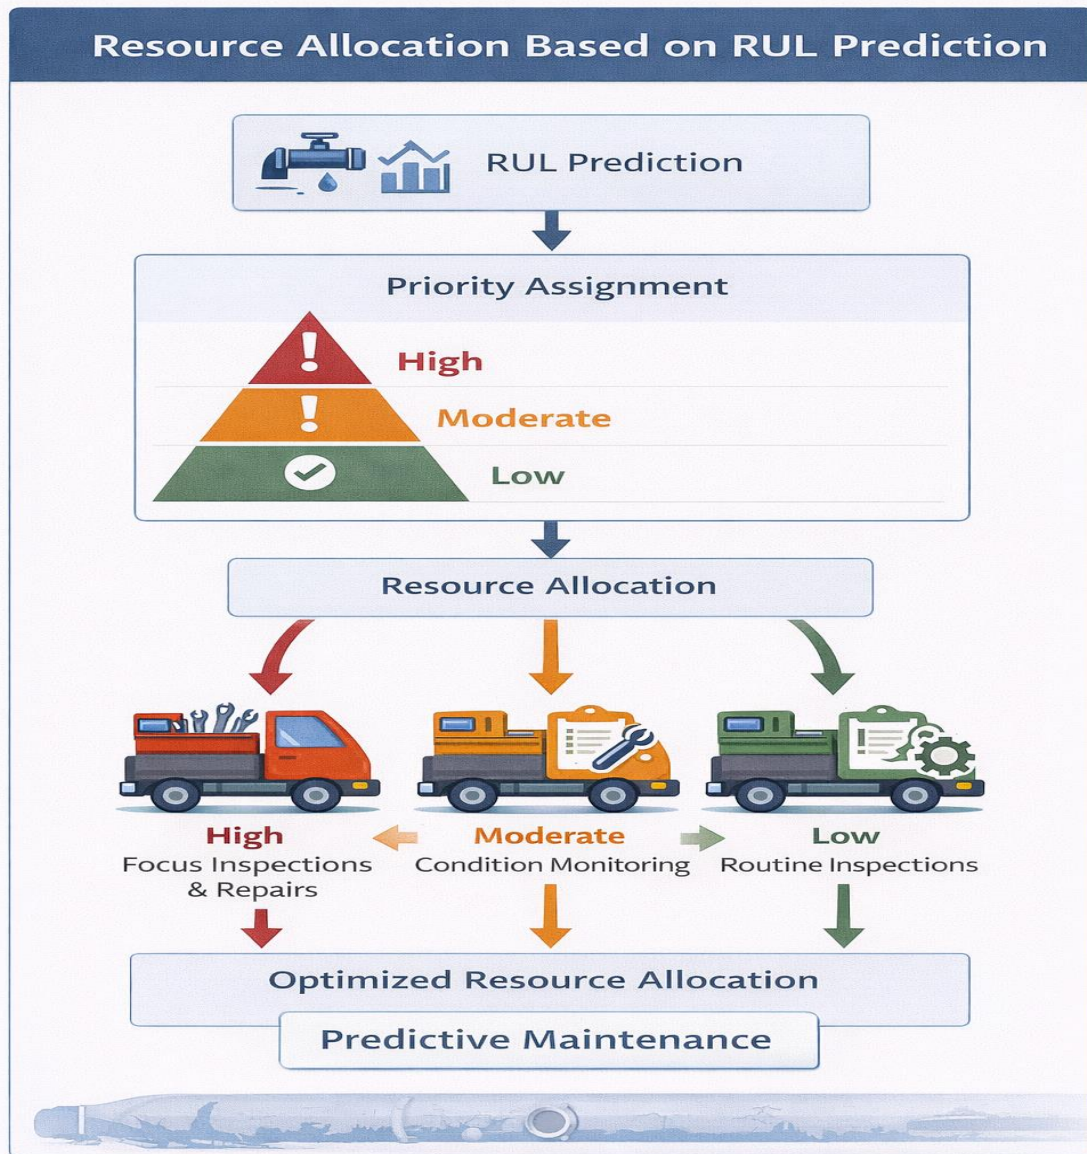 Resource Allocation Based on RUL Prediction
RUL Prediction
Priority Assignment
!
High
!
Moderate
Low
Resource Allocation
High
Focus Inspections
& Repairs
Moderate
Condition Monitoring
Low
Routine Inspections
Optimized Resource Allocation
Predictive Maintenance